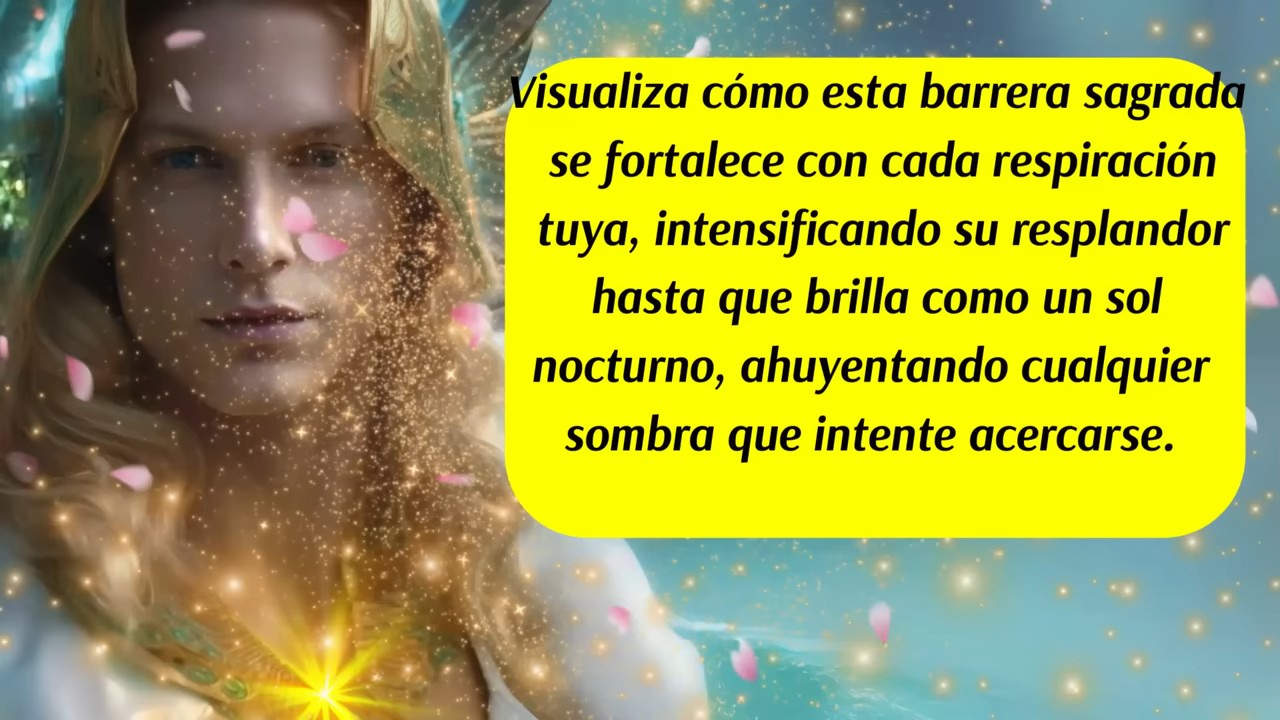 Visualiza cómo esta barrera sagrada
se fortalece con cada respiración
tuya, intensificando su resplandor
hasta que brilla como un sol
nocturno, ahuyentando cualquier
sombra que intente acercarse.